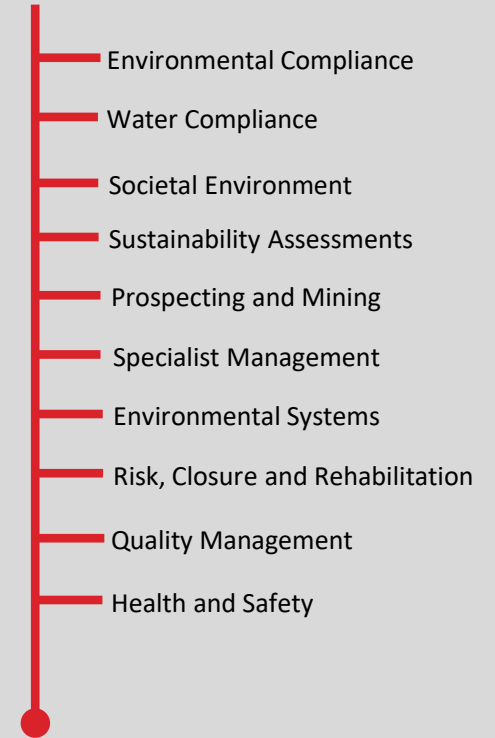 Environmental Compliance
Water Compliance
Societal Environment
Sustainability Assessments
Prospecting and Mining
Specialist Management
Environmental Systems
Risk, Closure and Rehabilitation
Quality Management
Health and Safety